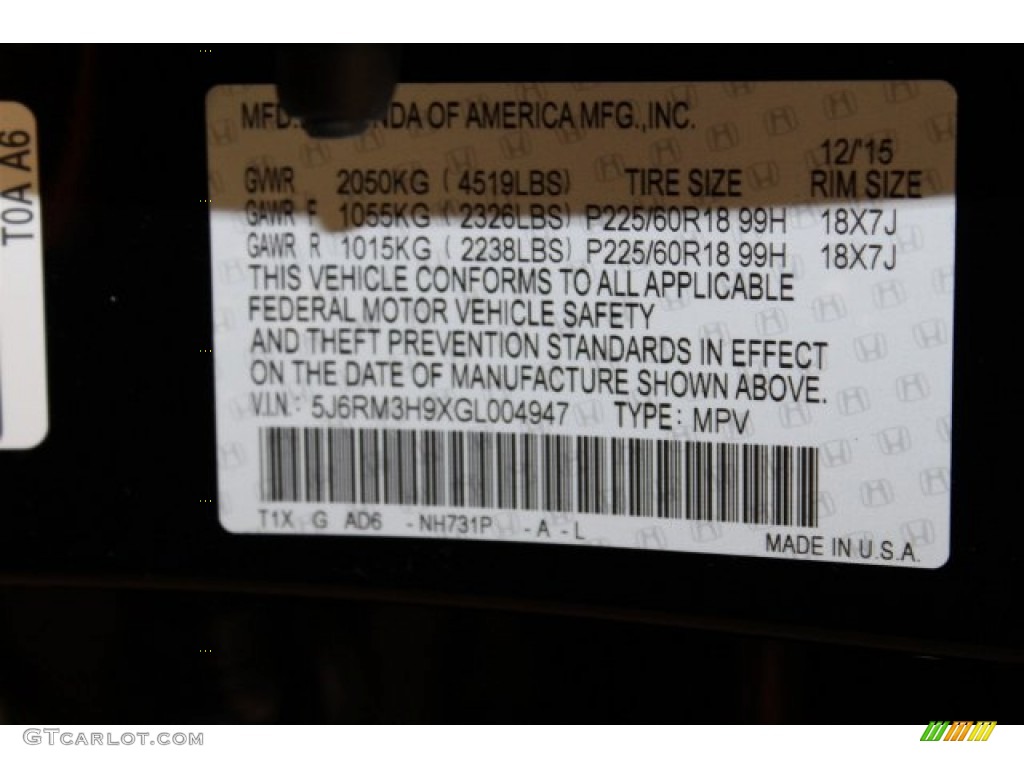 T0A A6
MFD. NDA OF AMERICA MFG.,INC.
12/'15
GVWR 2050KG ( 4519LBS) TIRE SIZE RIM SIZE
GAWR F 1055KG ( 2326LBS) P225/60R18 99H 18X7J
GAWR R 1015KG ( 2238LBS) P225/60R18 99H 18X7J
THIS VEHICLE CONFORMS TO ALL APPLICABLE
FEDERAL MOTOR VEHICLE SAFETY
AND THEFT PREVENTION STANDARDS IN EFFECT
ON THE DATE OF MANUFACTURE SHOWN ABOVE.
V.I.N.: 5J6RM3H9XGL004947 TYPE: MPV
T1X G AD6 - NH731P - A - L
MADE IN U.S.A.
GTCARLOT.COM